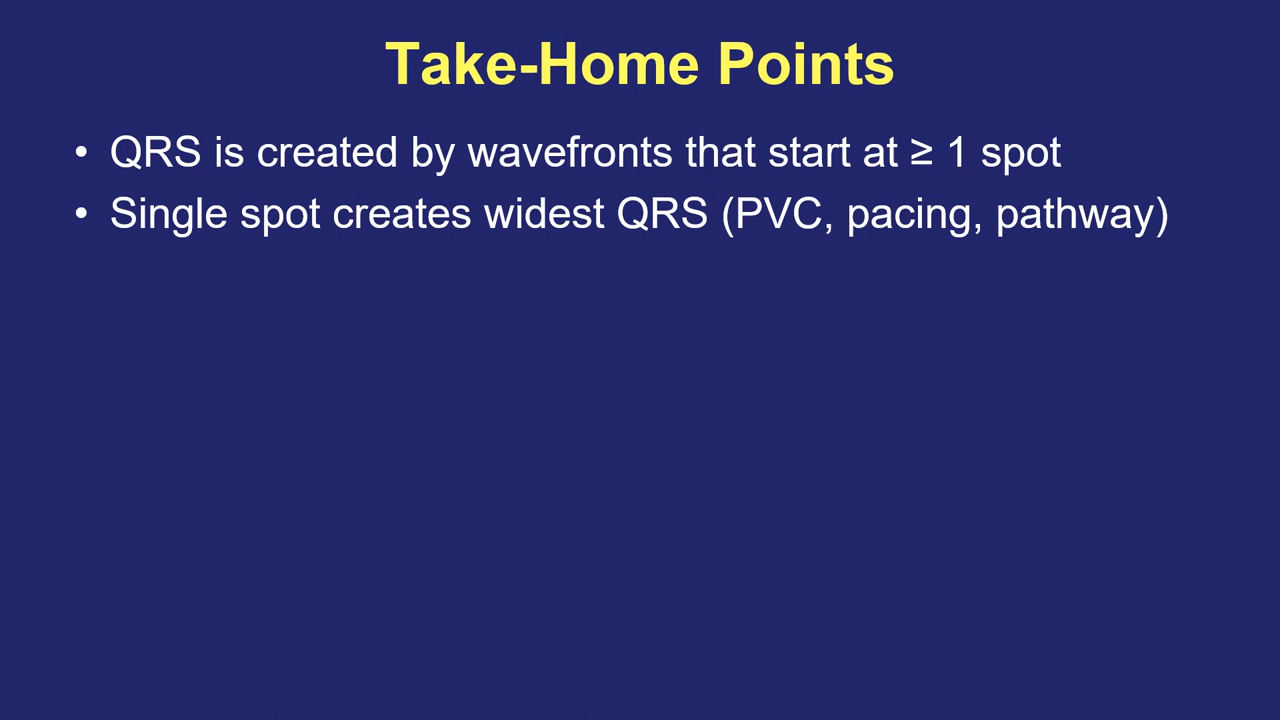 Take-Home Points
• QRS is created by wavefronts that start at ≥ 1 spot
• Single spot creates widest QRS (PVC, pacing, pathway)